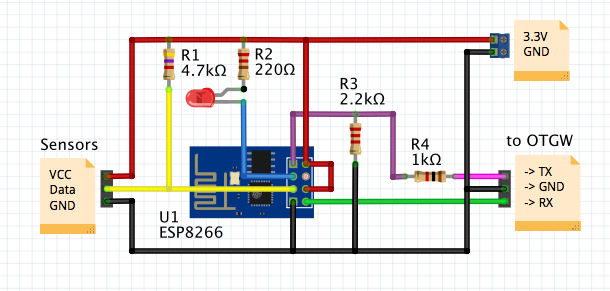 3.3V
GND
R1
4.7kΩ
R2
220Ω
R3
2.2kΩ
R4
1kΩ
Sensors
VCC
Data
GND
to OTGW
-> TX
-> GND
-> RX
U1
ESP8266